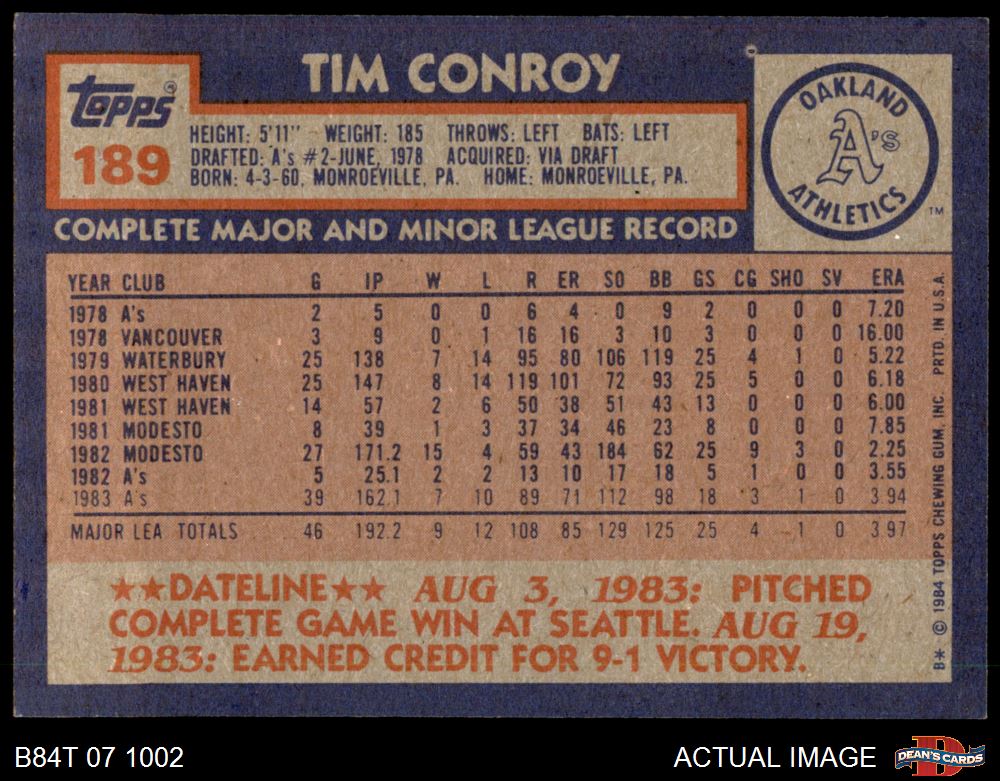 TIM CONROY
topps®
189
HEIGHT: 5'11" WEIGHT: 185 THROWS: LEFT BATS: LEFT
DRAFTED: A's #2-JUNE, 1978 ACQUIRED: VIA DRAFT
BORN: 4-3-60, MONROEVILLE, PA. HOME: MONROEVILLE, PA.
OAKLAND
A's
ATHLETICS
TM
COMPLETE MAJOR AND MINOR LEAGUE RECORD
YEAR CLUB G IP W L R ER SO BB GS CG SHO SV ERA
1978 A's 2 5 0 0 6 4 0 9 2 0 0 0 7.20
1978 VANCOUVER 3 9 0 1 16 16 3 10 3 0 0 0 16.00
1979 WATERBURY 25 138 7 14 95 80 106 119 25 4 1 0 5.22
1980 WEST HAVEN 25 147 8 14 119 101 72 93 25 5 0 0 6.18
1981 WEST HAVEN 14 57 2 6 50 38 51 43 13 0 0 0 6.00
1981 MODESTO 8 39 1 3 37 34 46 23 8 0 0 0 7.85
1982 MODESTO 27 171.2 15 4 59 43 184 62 25 9 3 0 2.25
1982 A's 5 25.1 2 2 13 10 17 18 5 1 0 0 3.55
1983 A's 39 162.1 7 10 89 71 112 98 18 3 1 0 3.94
MAJOR LEA TOTALS 46 192.2 9 12 108 85 129 125 25 4 1 0 3.97
★★DATELINE★★ AUG 3, 1983: PITCHED
COMPLETE GAME WIN AT SEATTLE. AUG 19,
1983: EARNED CREDIT FOR 9-1 VICTORY.
B* © 1984 TOPPS CHEWING GUM, INC. PRTD. IN U.S.A.
B84T 07 1002
ACTUAL IMAGE
DEAN'S CARDS